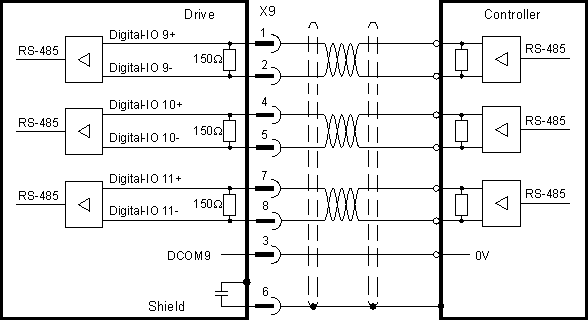 Drive X9 Controller
Digital-IO 9+ 1
RS-485 150Ω RS-485
Digital-IO 9- 2
Digital-IO 10+ 4
RS-485 150Ω RS-485
Digital-IO 10- 5
Digital-IO 11+ 7
RS-485 150Ω RS-485
Digital-IO 11- 8
DCOM9 3 0V
Shield 6